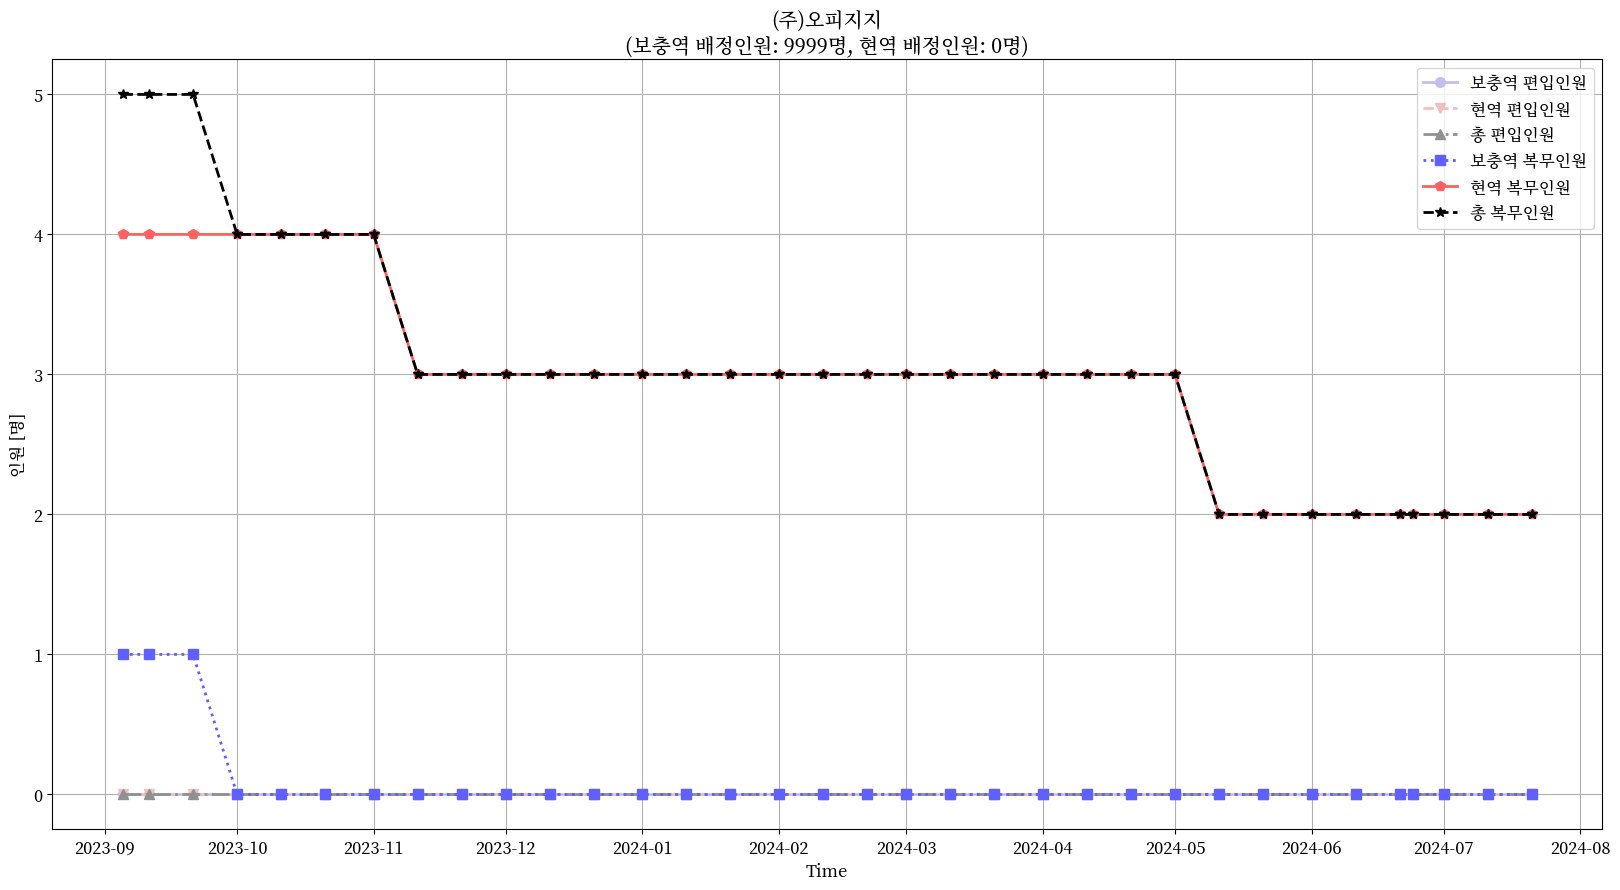 (주)오피지지
(보충역 배정인원: 9999명, 현역 배정인원: 0명)
보충역 편입인원
현역 편입인원
총 편입인원
보충역 복무인원
현역 복무인원
총 복무인원
인원 [명]
5
4
3
2
1
0
2023-09 2023-10 2023-11 2023-12 2024-01 2024-02 2024-03 2024-04 2024-05 2024-06 2024-07 2024-08
Time